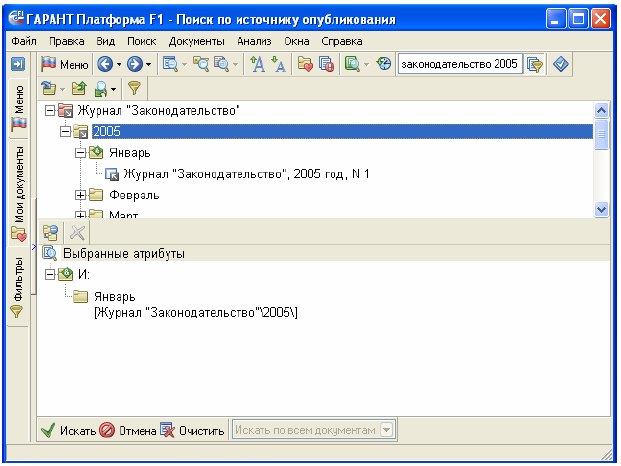 ГАРАНТ Платформа F1 - Поиск по источнику опубликования
Файл Правка Вид Поиск Документы Анализ Окна Справка
Меню законодательство 2005
Меню
Мои документы
Фильтры
Журнал "Законодательство"
2005
Январь
Журнал "Законодательство", 2005 год, N 1
Февраль
Март
Выбранные атрибуты
И:
Январь
[Журнал "Законодательство"\2005\]
Искать Отмена Очистить Искать по всем документам